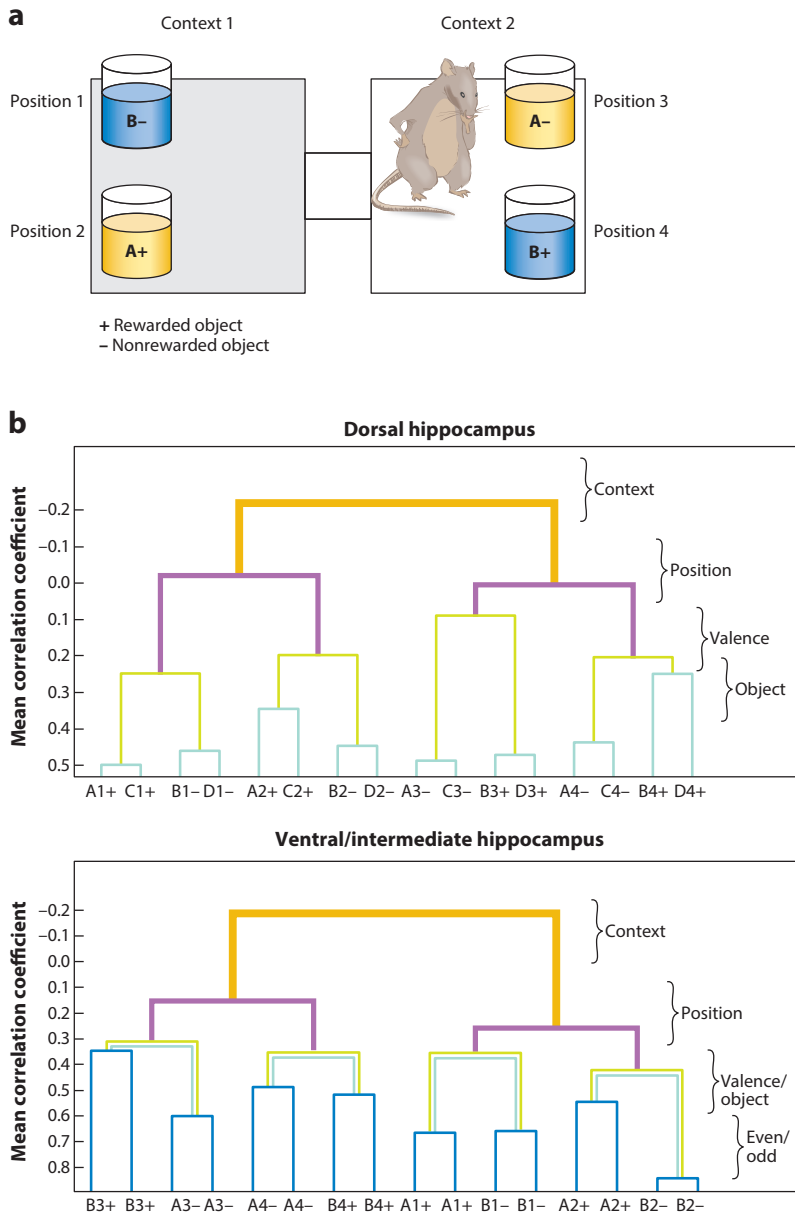 a
Context 1 Context 2
Position 1 B– A– Position 3
Position 2 A+ B+ Position 4
+ Rewarded object
– Nonrewarded object
b
Dorsal hippocampus
Mean correlation coefficient
–0.2
–0.1
0.0
0.1
0.2
0.3
0.4
0.5
Context
Position
Valence
Object
A1+ C1+ B1– D1– A2+ C2+ B2– D2– A3– C3– B3+ D3+ A4– C4– B4+ D4+
Ventral/intermediate hippocampus
Mean correlation coefficient
–0.2
–0.1
0.0
0.1
0.2
0.3
0.4
0.5
0.6
0.7
0.8
Context
Position
Valence/
object
Even/
odd
B3+ B3+ A3– A3– A4– A4– B4+ B4+ A1+ A1+ B1– B1– A2+ A2+ B2– B2–